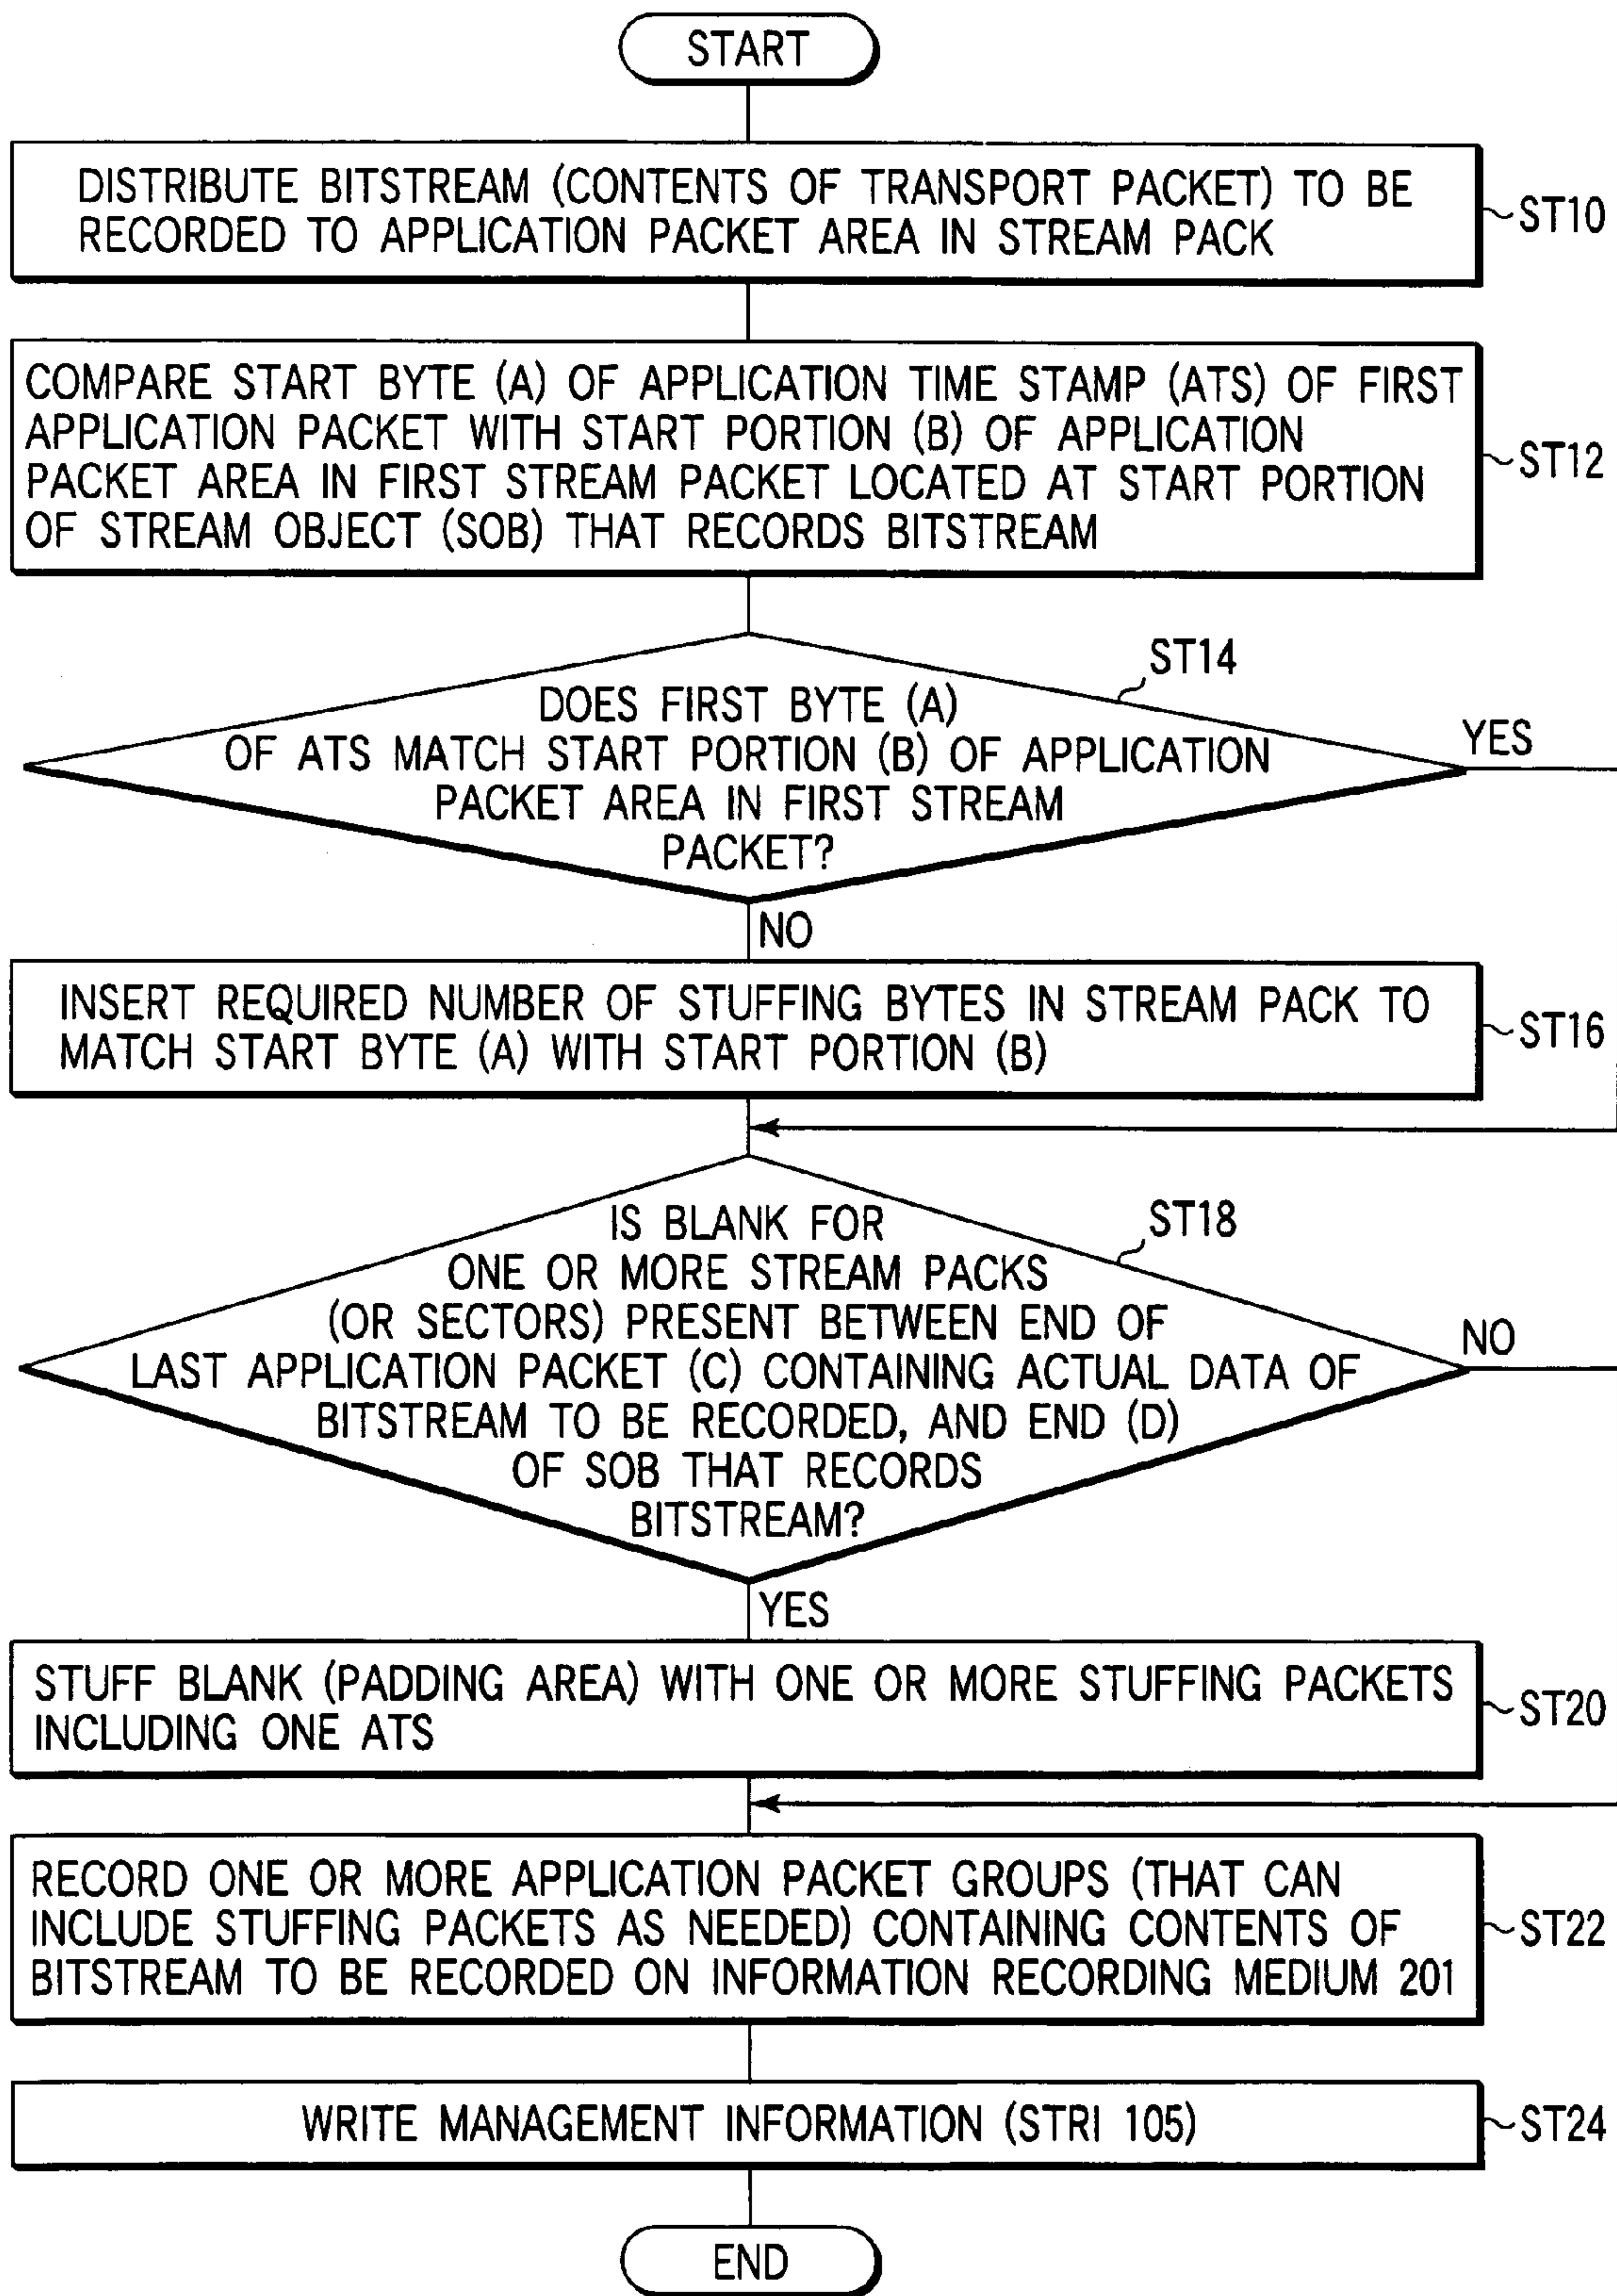 START
DISTRIBUTE BITSTREAM (CONTENTS OF TRANSPORT PACKET) TO BE
RECORDED TO APPLICATION PACKET AREA IN STREAM PACK
ST10
COMPARE START BYTE (A) OF APPLICATION TIME STAMP (ATS) OF FIRST
APPLICATION PACKET WITH START PORTION (B) OF APPLICATION
PACKET AREA IN FIRST STREAM PACKET LOCATED AT START PORTION
OF STREAM OBJECT (SOB) THAT RECORDS BITSTREAM
ST12
ST14
DOES FIRST BYTE (A)
OF ATS MATCH START PORTION (B) OF APPLICATION
PACKET AREA IN FIRST STREAM
PACKET?
YES
NO
INSERT REQUIRED NUMBER OF STUFFING BYTES IN STREAM PACK TO
MATCH START BYTE (A) WITH START PORTION (B)
ST16
ST18
IS BLANK FOR
ONE OR MORE STREAM PACKS
(OR SECTORS) PRESENT BETWEEN END OF
LAST APPLICATION PACKET (C) CONTAINING ACTUAL DATA OF
BITSTREAM TO BE RECORDED, AND END (D)
OF SOB THAT RECORDS
BITSTREAM?
NO
YES
STUFF BLANK (PADDING AREA) WITH ONE OR MORE STUFFING PACKETS
INCLUDING ONE ATS
ST20
RECORD ONE OR MORE APPLICATION PACKET GROUPS (THAT CAN
INCLUDE STUFFING PACKETS AS NEEDED) CONTAINING CONTENTS OF
BITSTREAM TO BE RECORDED ON INFORMATION RECORDING MEDIUM 201
ST22
WRITE MANAGEMENT INFORMATION (STRI 105)
ST24
END